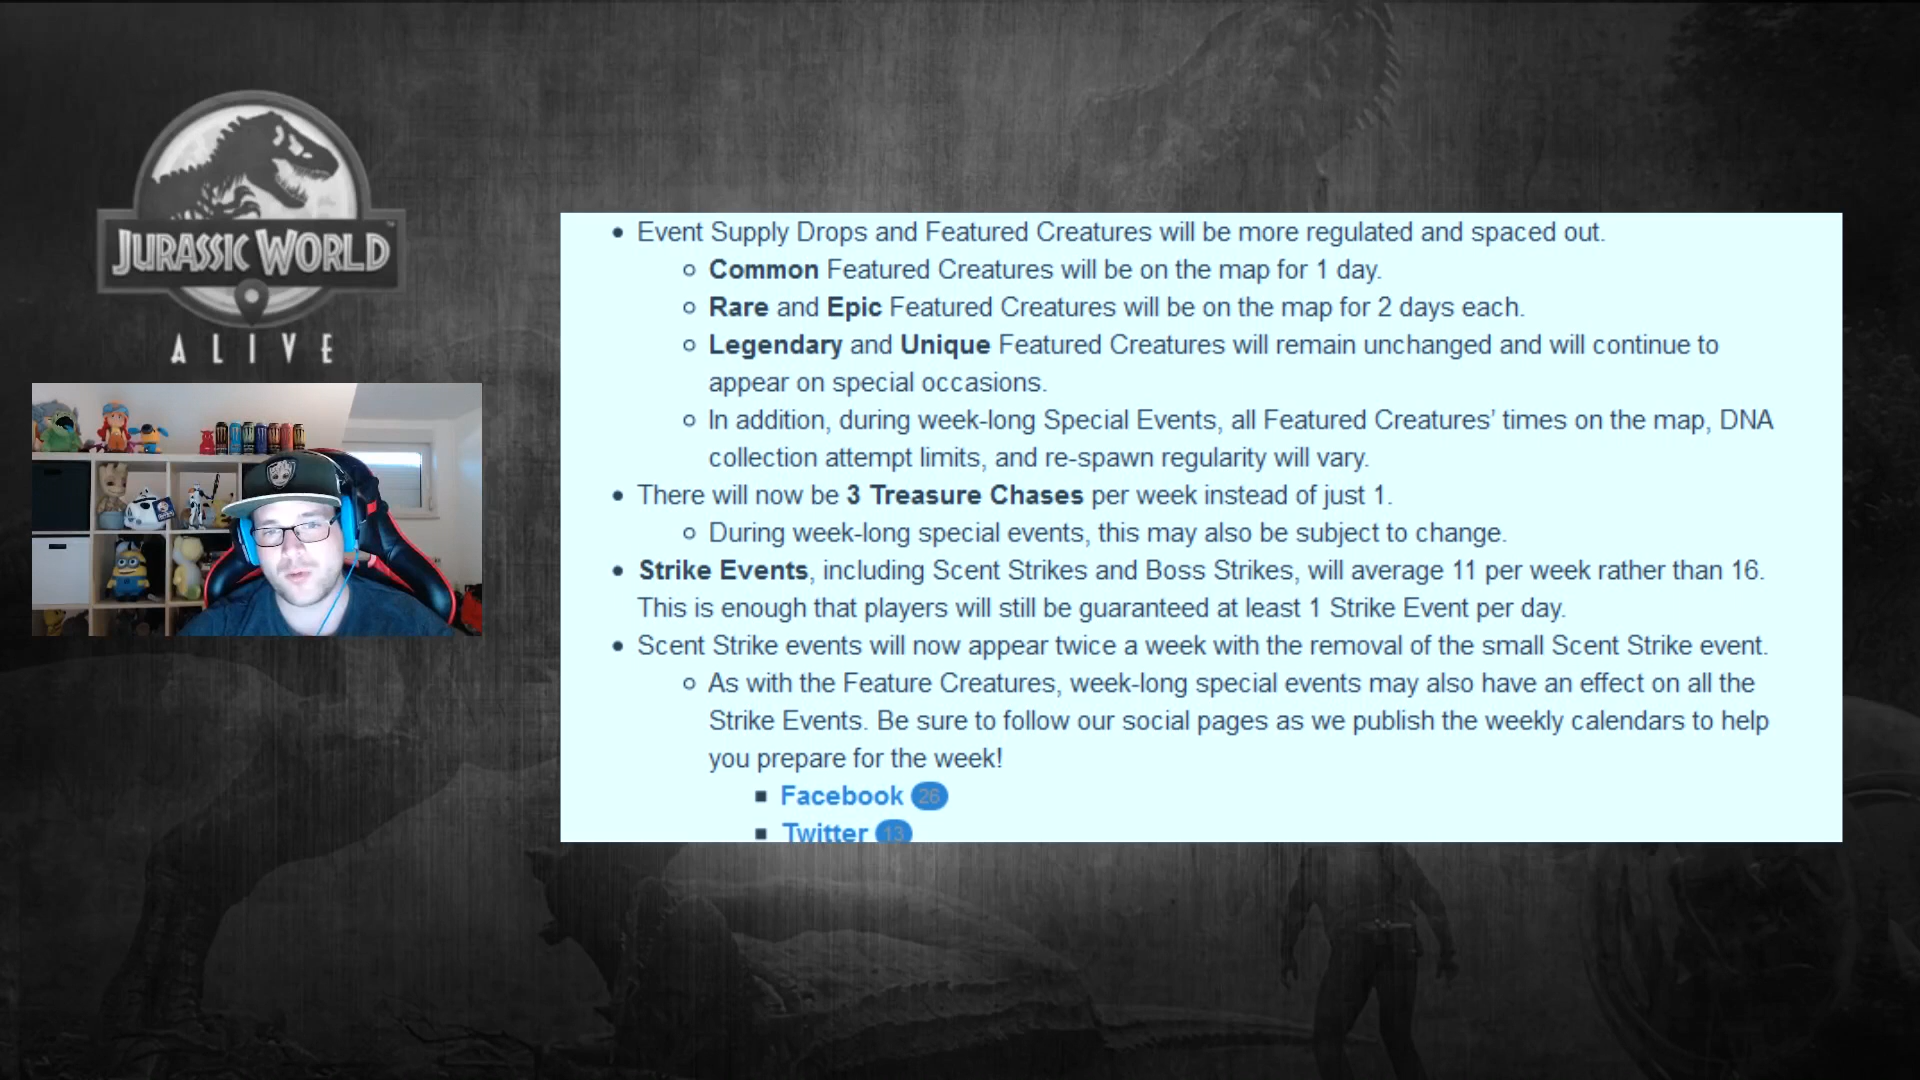 JURASSIC WORLD
ALIVE
• Event Supply Drops and Featured Creatures will be more regulated and spaced out.
○ Common Featured Creatures will be on the map for 1 day.
○ Rare and Epic Featured Creatures will be on the map for 2 days each.
○ Legendary and Unique Featured Creatures will remain unchanged and will continue to
appear on special occasions.
○ In addition, during week-long Special Events, all Featured Creatures’ times on the map, DNA
collection attempt limits, and re-spawn regularity will vary.
• There will now be 3 Treasure Chases per week instead of just 1.
○ During week-long special events, this may also be subject to change.
• Strike Events, including Scent Strikes and Boss Strikes, will average 11 per week rather than 16.
This is enough that players will still be guaranteed at least 1 Strike Event per day.
• Scent Strike events will now appear twice a week with the removal of the small Scent Strike event.
○ As with the Feature Creatures, week-long special events may also have an effect on all the
Strike Events. Be sure to follow our social pages as we publish the weekly calendars to help
you prepare for the week!
▪ Facebook 26
▪ Twitter 13